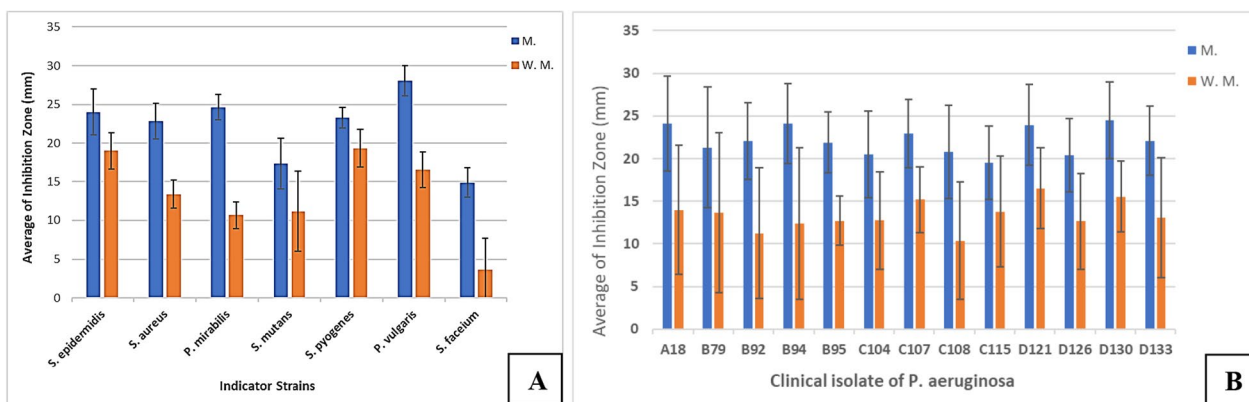 35
30
25
20
15
10
5
0
Average of Inhibition Zone (mm)
M.
W. M.
S. epidermidis
S. aureus
P. mirabilis
S. mutans
S. pyogenes
P. vulgaris
S. faceium
Indicator Strains
A
35
30
25
20
15
10
5
0
Average of Inhibition Zone (mm)
M.
W. M.
A18 B79 B92 B94 B95 C104 C107 C108 C115 D121 D126 D130 D133
Clinical isolate of P. aeruginosa
B